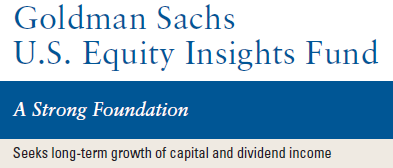 Goldman Sachs
U.S. Equity Insights Fund
A Strong Foundation
Seeks long-term growth of capital and dividend income